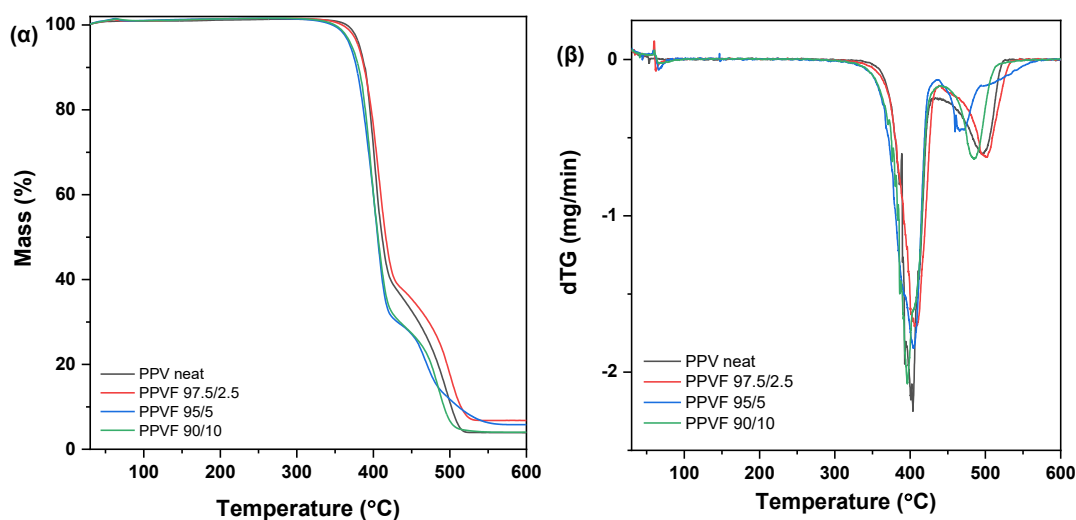 (α)
100
80
60
40
20
0
Mass (%)
PPV neat
PPVF 97.5/2.5
PPVF 95/5
PPVF 90/10
100 200 300 400 500 600
Temperature (°C)
(β)
0
-1
-2
dTG (mg/min)
PPV neat
PPVF 97.5/2.5
PPVF 95/5
PPVF 90/10
100 200 300 400 500 600
Temperature (°C)